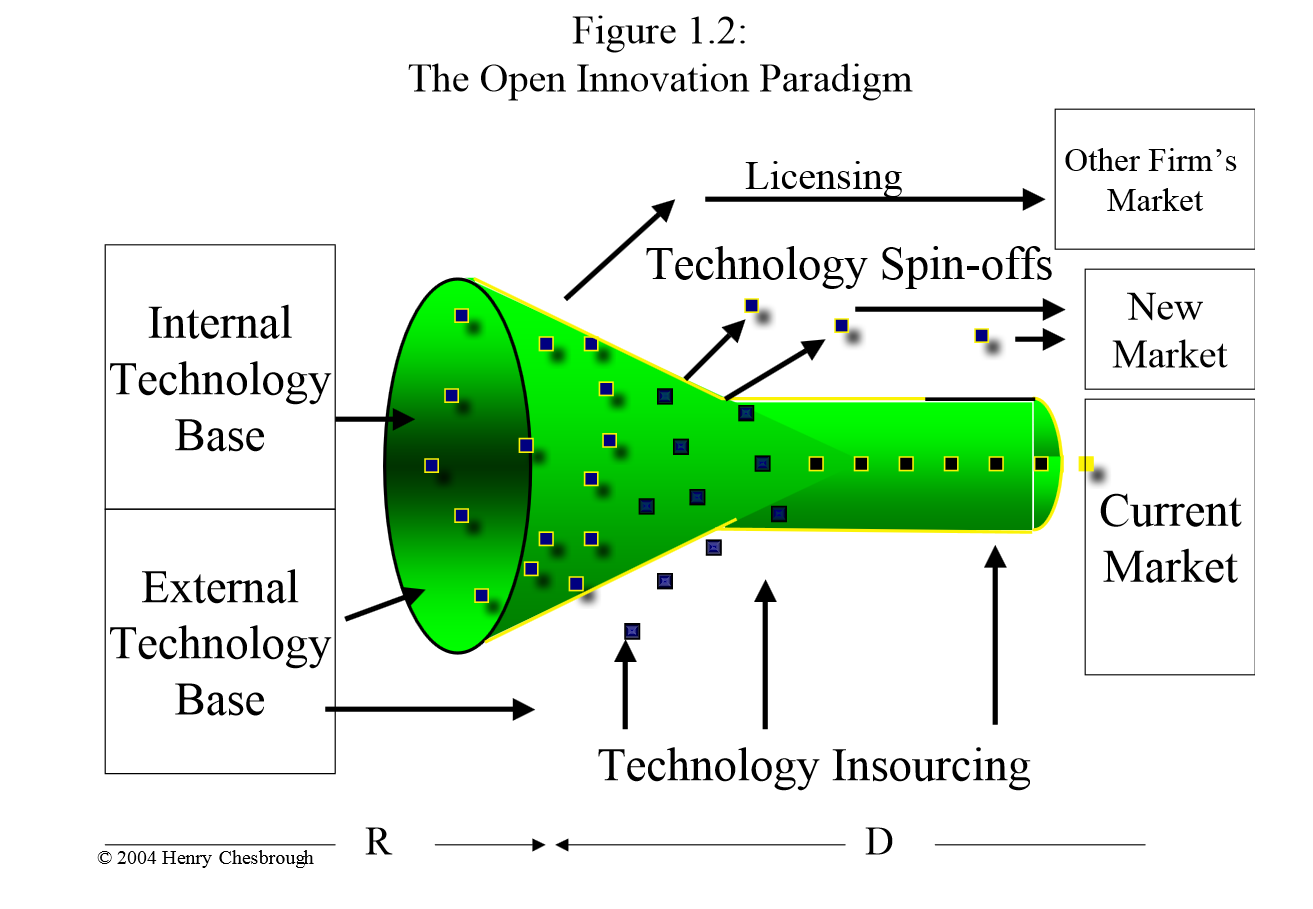 Figure 1.2:
The Open Innovation Paradigm
Licensing
Other Firm’s
Market
Technology Spin-offs
New
Market
Internal
Technology
Base
External
Technology
Base
Current
Market
Technology Insourcing
R
D
© 2004 Henry Chesbrough